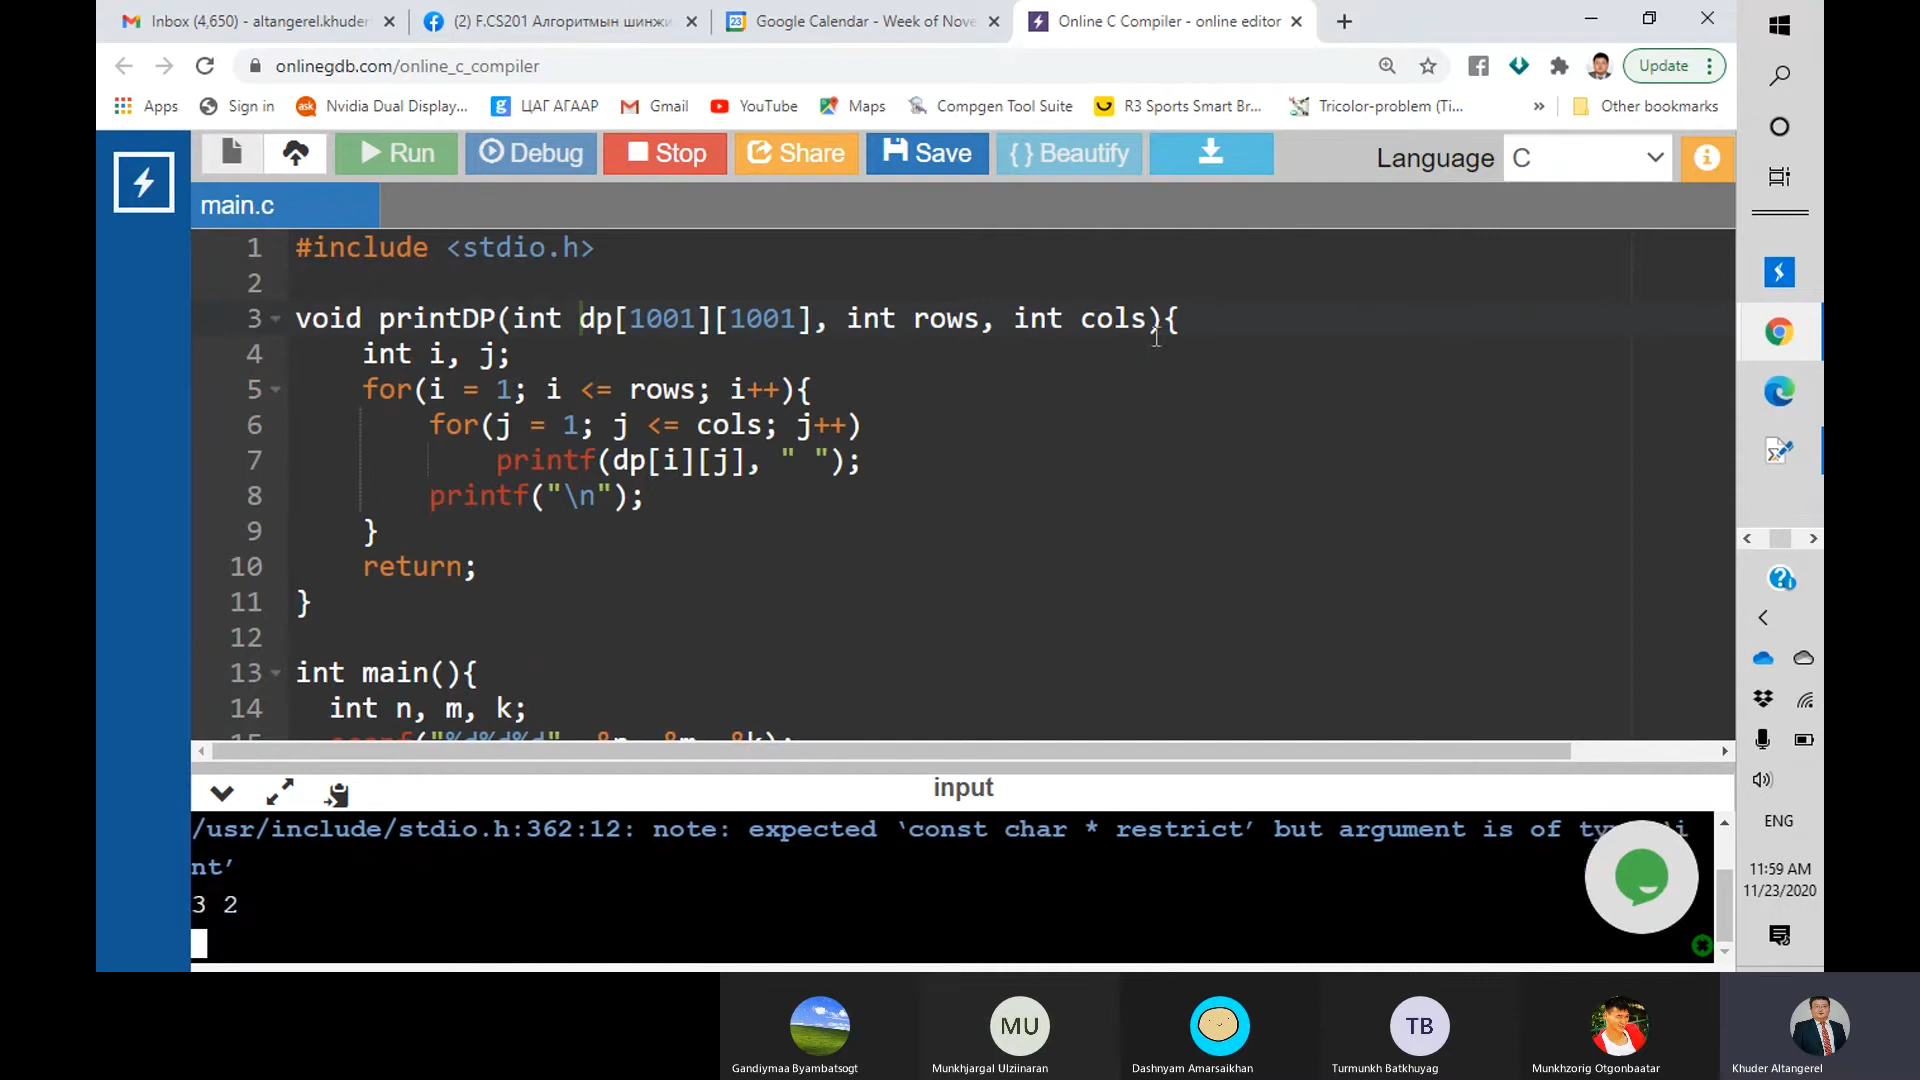 Inbox (4,650) - altangerel.khuder
(2) F.CS201 Алгоритмын шинжи
Google Calendar - Week of Nove
Online C Compiler - online editor
onlinegdb.com/online_c_compiler
Update
Apps
Sign in
Nvidia Dual Display...
ЦАГ АГААР
Gmail
YouTube
Maps
Compgen Tool Suite
R3 Sports Smart Br...
Tricolor-problem (Ti...
»
Other bookmarks
Run
Debug
Stop
Share
Save
{ } Beautify
Language
C
main.c
1 #include <stdio.h>
2
3 void printDP(int dp[1001][1001], int rows, int cols){
4 int i, j;
5 for(i = 1; i <= rows; i++){
6 for(j = 1; j <= cols; j++)
7 printf(dp[i][j], " ");
8 printf("\n");
9 }
10 return;
11 }
12
13 int main(){
14 int n, m, k;
15 scanf("%d%d%d", &n, &m, &k);
input
/usr/include/stdio.h:362:12: note: expected ‘const char * restrict’ but argument is of type ‘i
nt’
3 2
ENG
11:59 AM
11/23/2020
MU
TB
Gandiymaa Byambatsogt
Munkhjargal Ulziinaran
Dashnyam Amarsaikhan
Turmunkh Batkhuyag
Munkhzorig Otgonbaatar
Khuder Altangerel